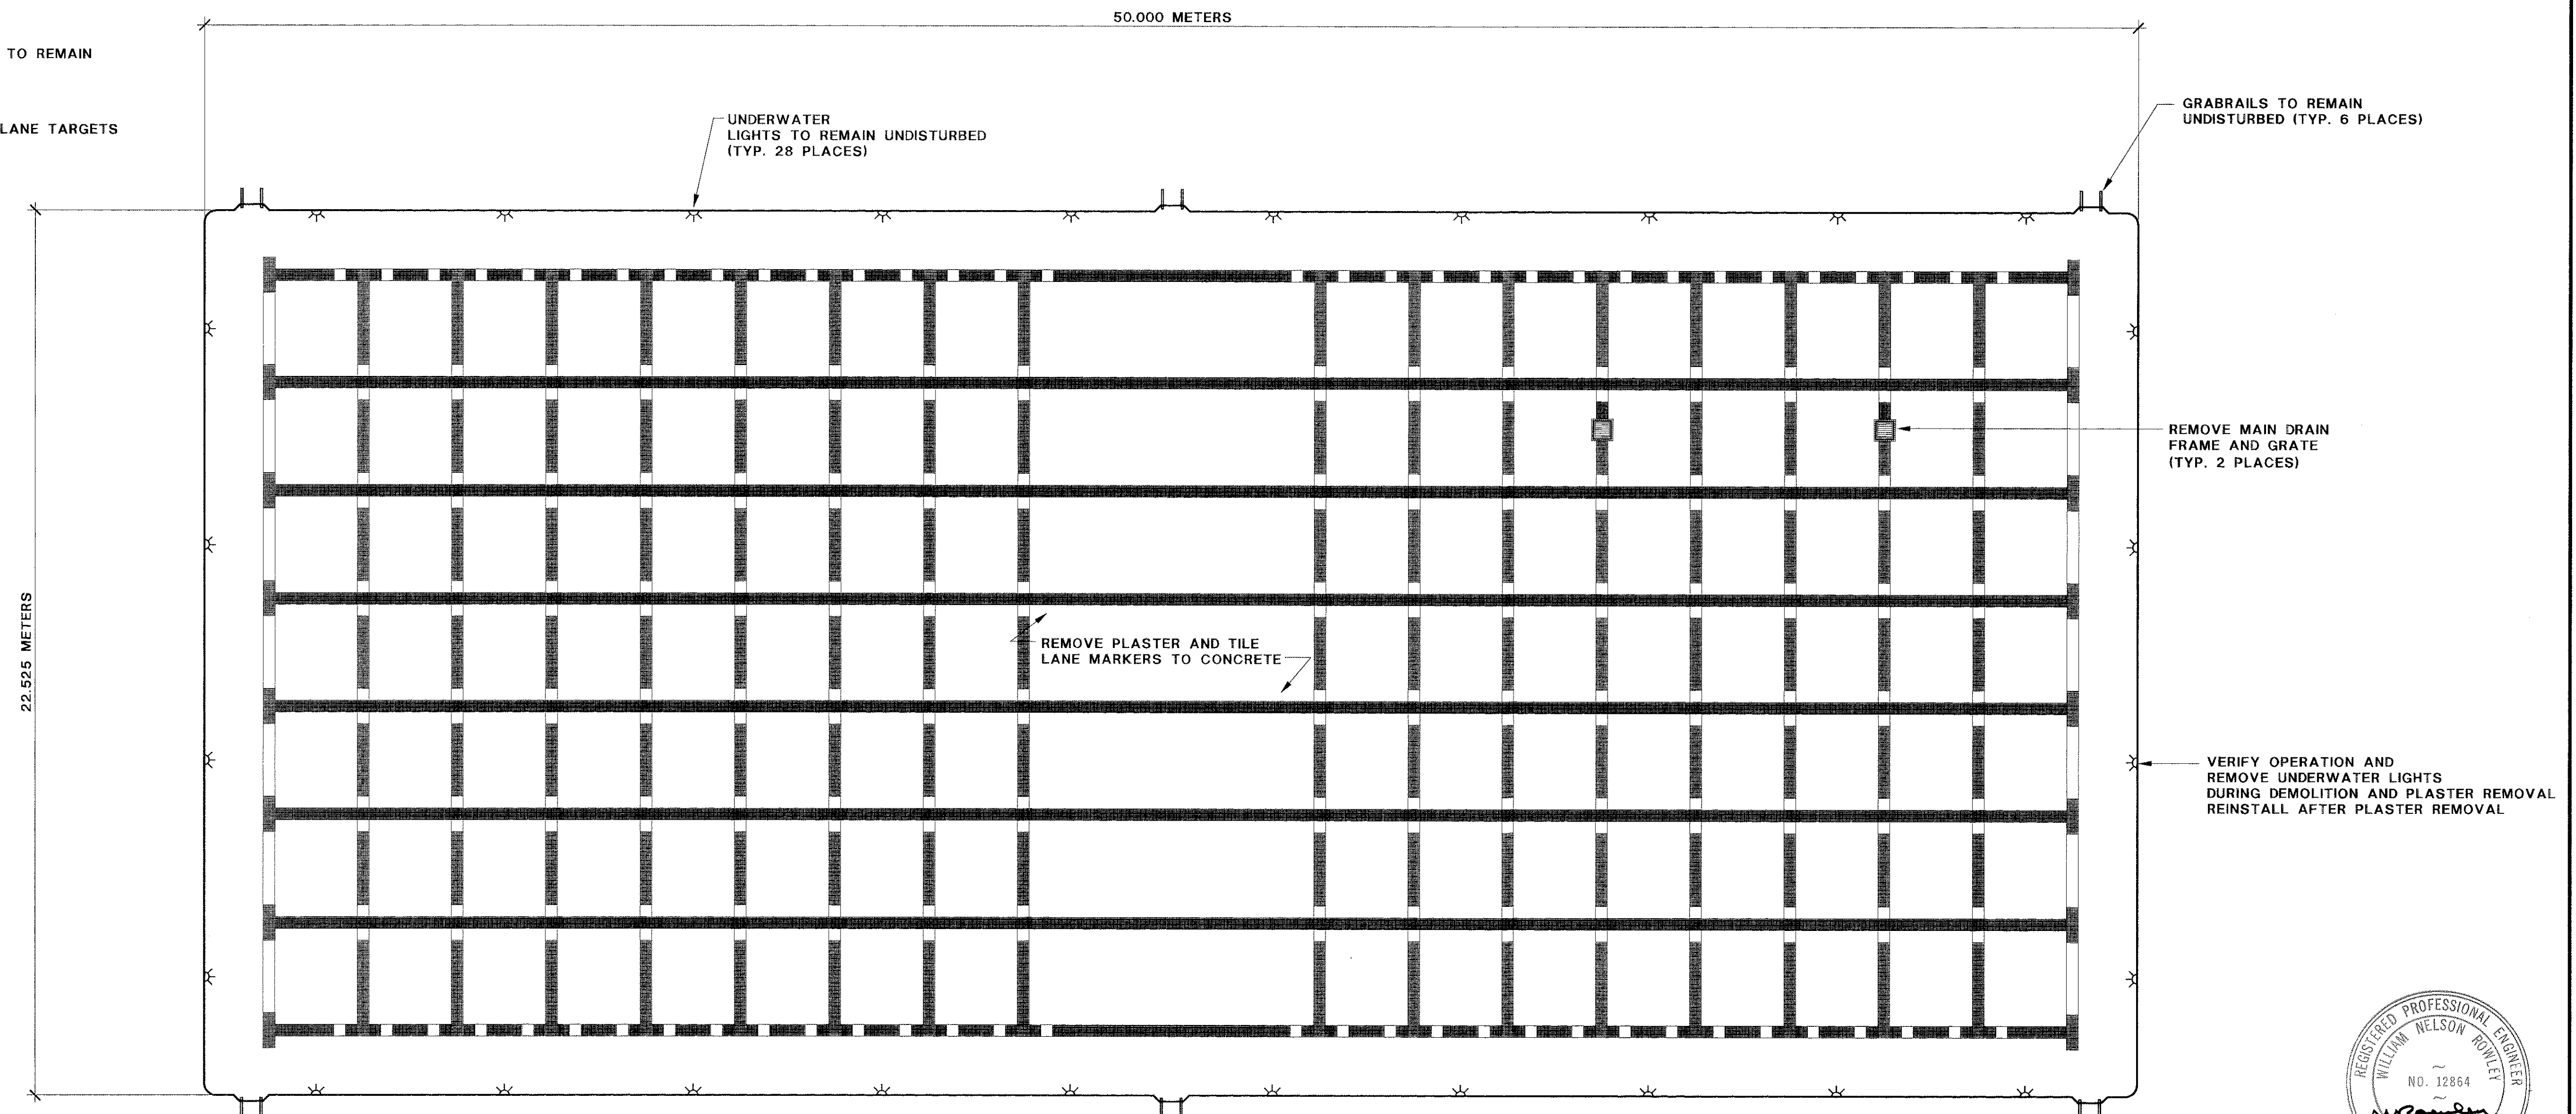 50.000 METERS
TO REMAIN
LANE TARGETS
UNDERWATER
LIGHTS TO REMAIN UNDISTURBED
(TYP. 28 PLACES)
GRABRAILS TO REMAIN
UNDISTURBED (TYP. 6 PLACES)
REMOVE MAIN DRAIN
FRAME AND GRATE
(TYP. 2 PLACES)
22.525 METERS
REMOVE PLASTER AND TILE
LANE MARKERS TO CONCRETE
VERIFY OPERATION AND
REMOVE UNDERWATER LIGHTS
DURING DEMOLITION AND PLASTER REMOVAL
REINSTALL AFTER PLASTER REMOVAL
REGISTERED PROFESSIONAL ENGINEER
WILLIAM NELSON ROWLEY
NO. 12864